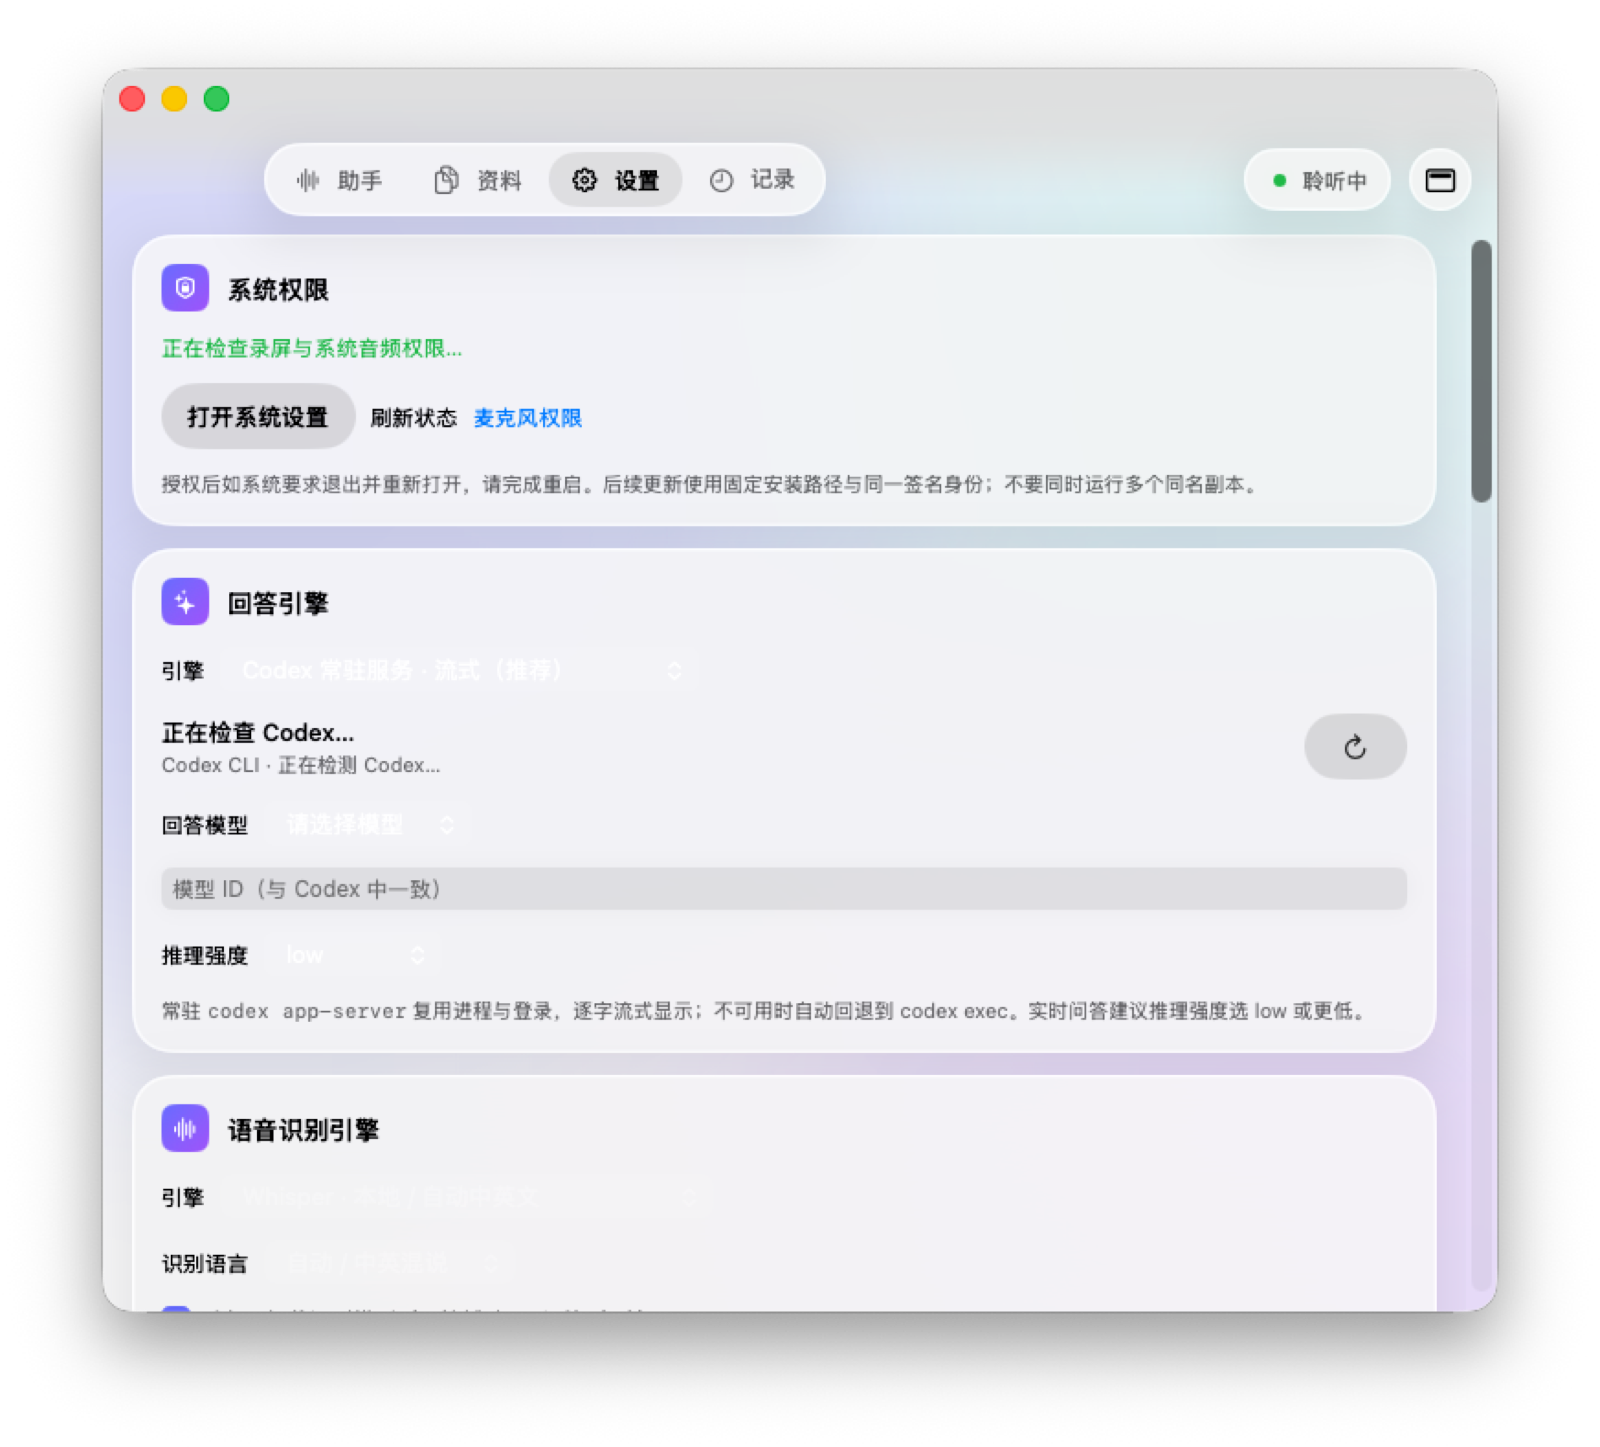 助手 资料 设置 记录 聆听中
系统权限
正在检查录屏与系统音频权限...
打开系统设置 刷新状态 麦克风权限
授权后如系统要求退出并重新打开，请完成重启。后续更新使用固定安装路径与同一签名身份；不要同时运行多个同名副本。
回答引擎
引擎 Codex 常驻服务 · 流式（推荐）
正在检查 Codex...
Codex CLI · 正在检测 Codex...
回答模型 请选择模型
模型 ID（与 Codex 中一致）
推理强度 low
常驻 codex app-server 复用进程与登录，逐字流式显示；不可用时自动回退到 codex exec。实时问答建议推理强度选 low 或更低。
语音识别引擎
引擎 Whisper
识别语言 自动 /